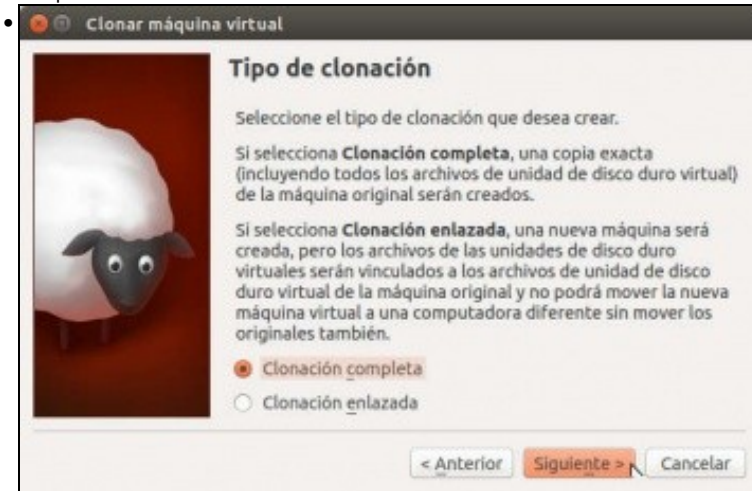 Clonar máquina virtual
Tipo de clonación
Seleccione el tipo de clonación que desea crear.
Si selecciona Clonación completa, una copia exacta
(incluyendo todos los archivos de unidad de disco duro virtual)
de la máquina original serán creados.
Si selecciona Clonación enlazada, una nueva máquina será
creada, pero los archivos de las unidades de disco duro
virtuales serán vinculados a los archivos de unidad de disco
duro virtual de la máquina original y no podrá mover la nueva
máquina virtual a una computadora diferente sin mover los
originales también.
Clonación completa
Clonación enlazada
< Anterior Siguiente > Cancelar